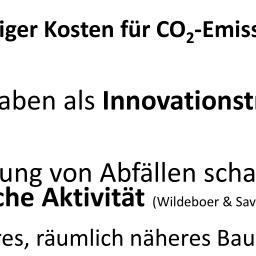 iger Kosten für CO₂-Emiss
aben als Innovationstr
ung von Abfällen scha
che Aktivität (Wildeboer & Sav
res, räumlich näheres Bau